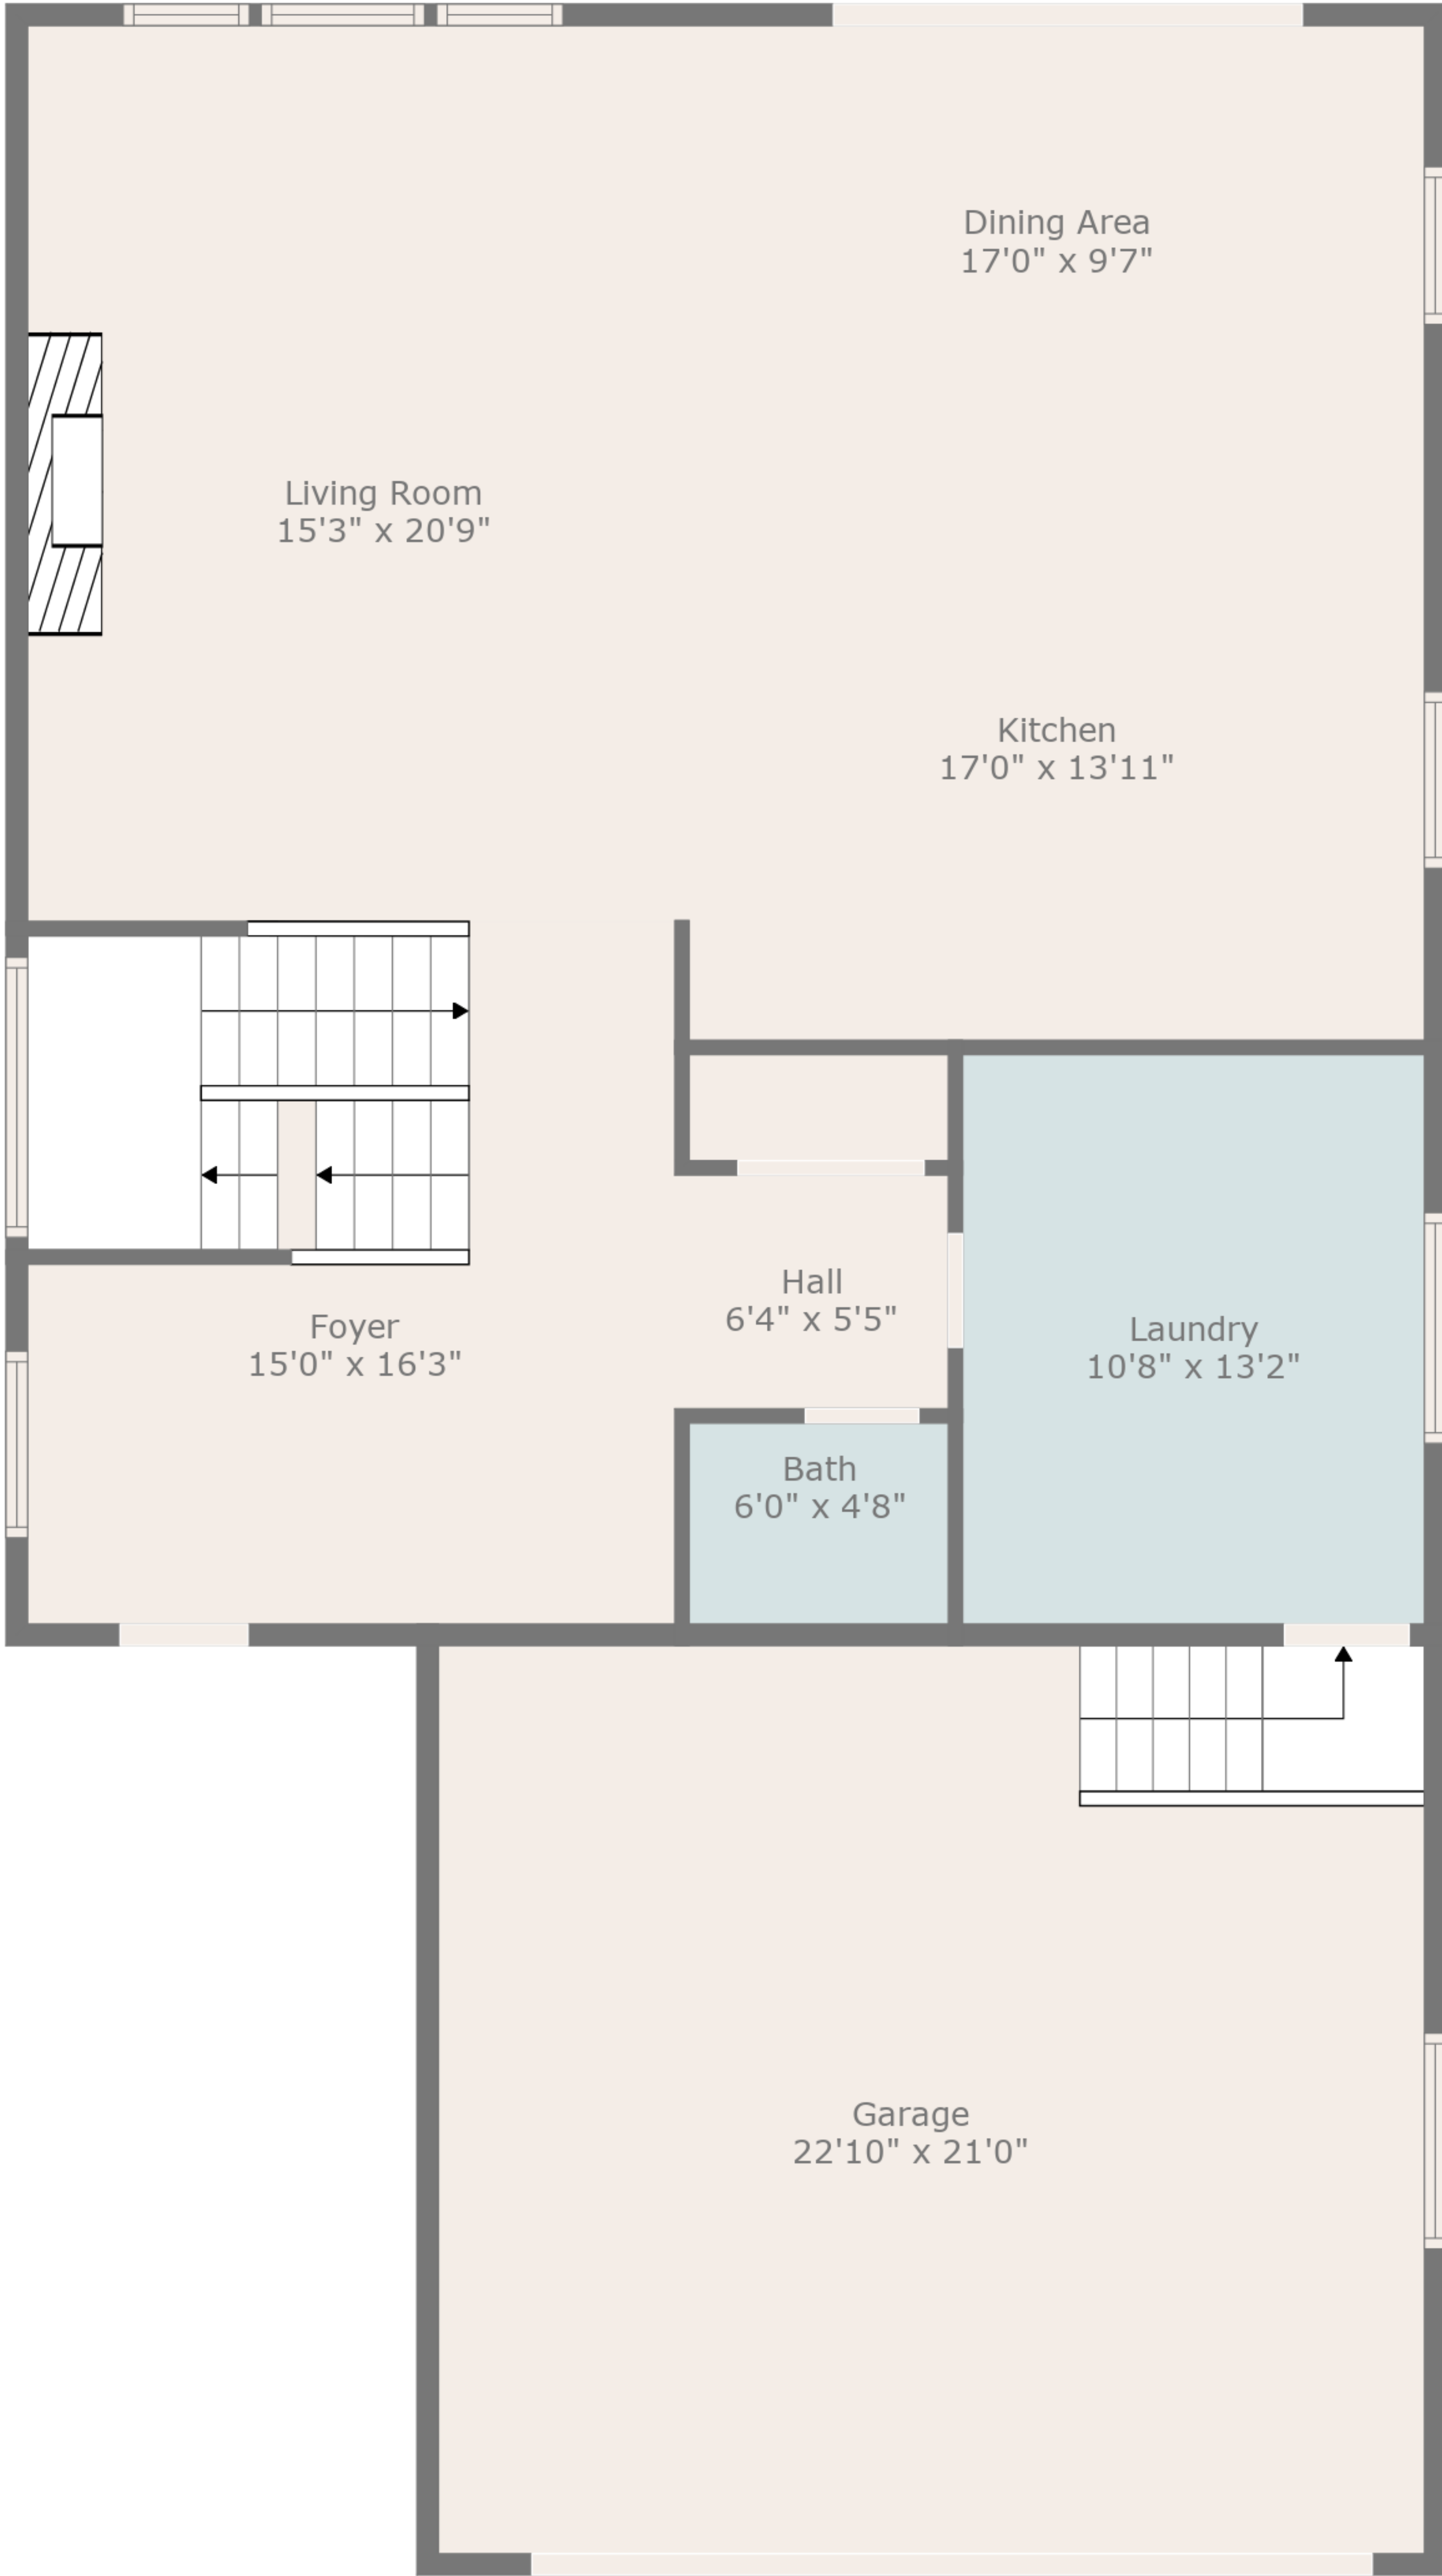 Dining Area
17'0" x 9'7"
Living Room
15'3" x 20'9"
Kitchen
17'0" x 13'11"
Hall
6'4" x 5'5"
Foyer
15'0" x 16'3"
Laundry
10'8" x 13'2"
Bath
6'0" x 4'8"
Garage
22'10" x 21'0"